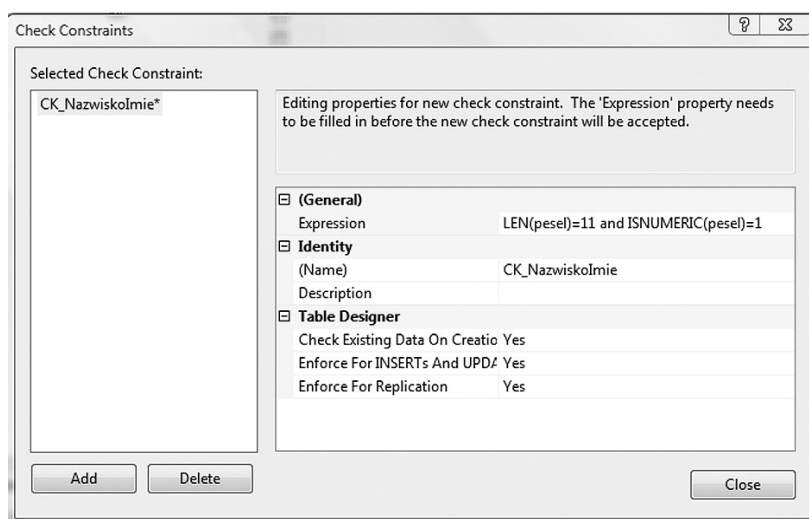 Check Constraints
Selected Check Constraint:
CK_NazwiskoImie*
Editing properties for new check constraint. The 'Expression' property needs
to be filled in before the new check constraint will be accepted.
(General)
Expression LEN(pesel)=11 and ISNUMERIC(pesel)=1
Identity
(Name) CK_NazwiskoImie
Description
Table Designer
Check Existing Data On Creatio Yes
Enforce For INSERTs And UPDA Yes
Enforce For Replication Yes
Add Delete
Close